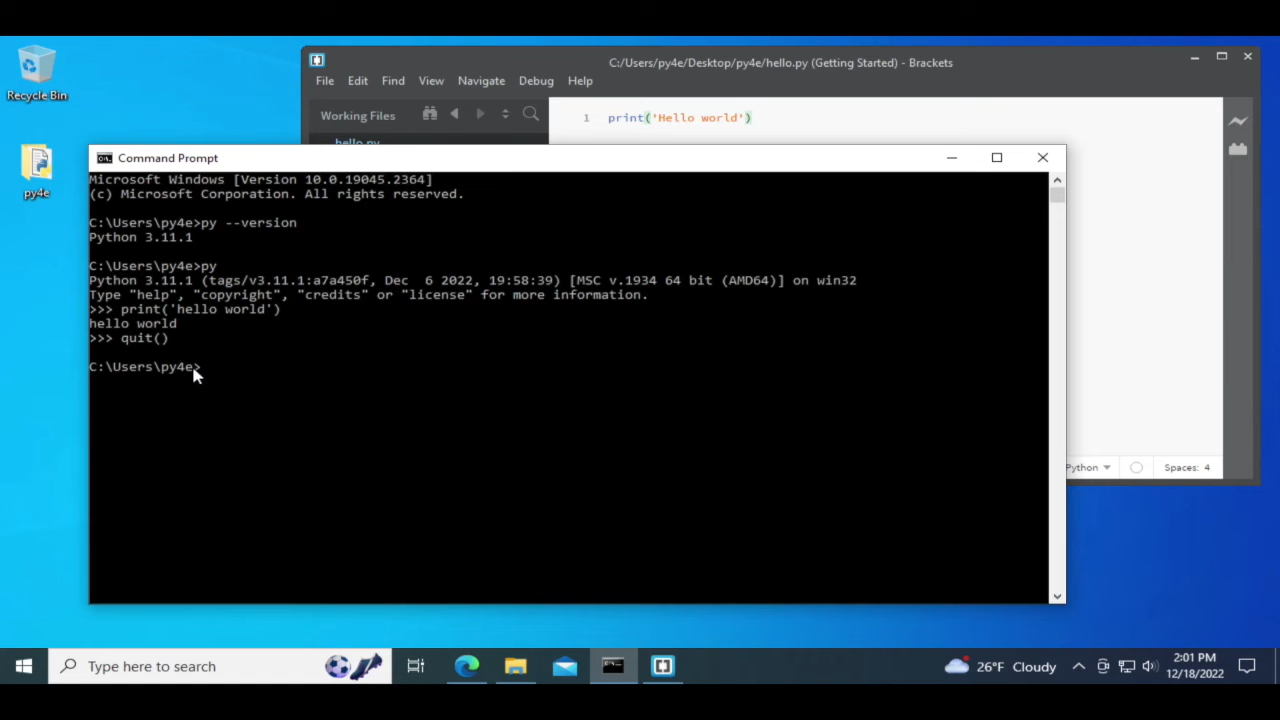 Recycle Bin
py4e
C:/Users/py4e/Desktop/py4e/hello.py (Getting Started) - Brackets
File Edit Find View Navigate Debug Help
Working Files
hello.py
1 print('Hello world')
Command Prompt
Microsoft Windows [Version 10.0.19045.2364]
(c) Microsoft Corporation. All rights reserved.
C:\Users\py4e>py --version
Python 3.11.1
C:\Users\py4e>py
Python 3.11.1 (tags/v3.11.1:a7a450f, Dec  6 2022, 19:58:39) [MSC v.1934 64 bit (AMD64)] on win32
Type "help", "copyright", "credits" or "license" for more information.
>>> print('hello world')
hello world
>>> quit()
C:\Users\py4e>
Python Spaces: 4
Type here to search
26°F Cloudy
2:01 PM
12/18/2022